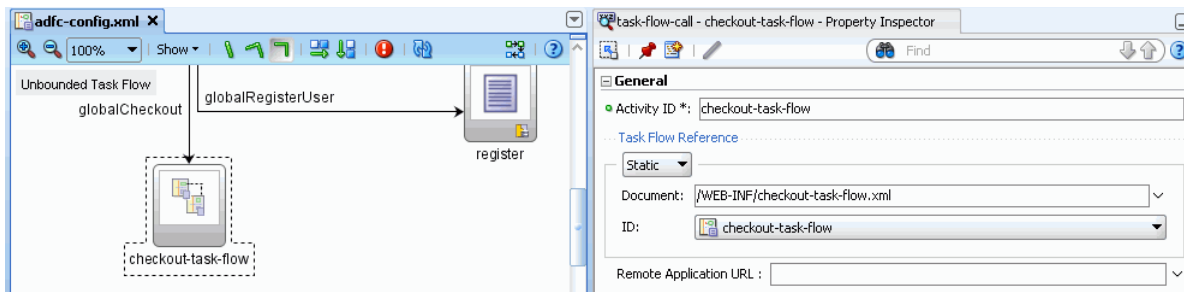 adfc-config.xml
100%
Show
Unbounded Task Flow
globalCheckout
globalRegisterUser
register
checkout-task-flow
task-flow-call - checkout-task-flow - Property Inspector
Find
General
Activity ID *: checkout-task-flow
Task Flow Reference
Static
Document: /WEB-INF/checkout-task-flow.xml
ID: checkout-task-flow
Remote Application URL :